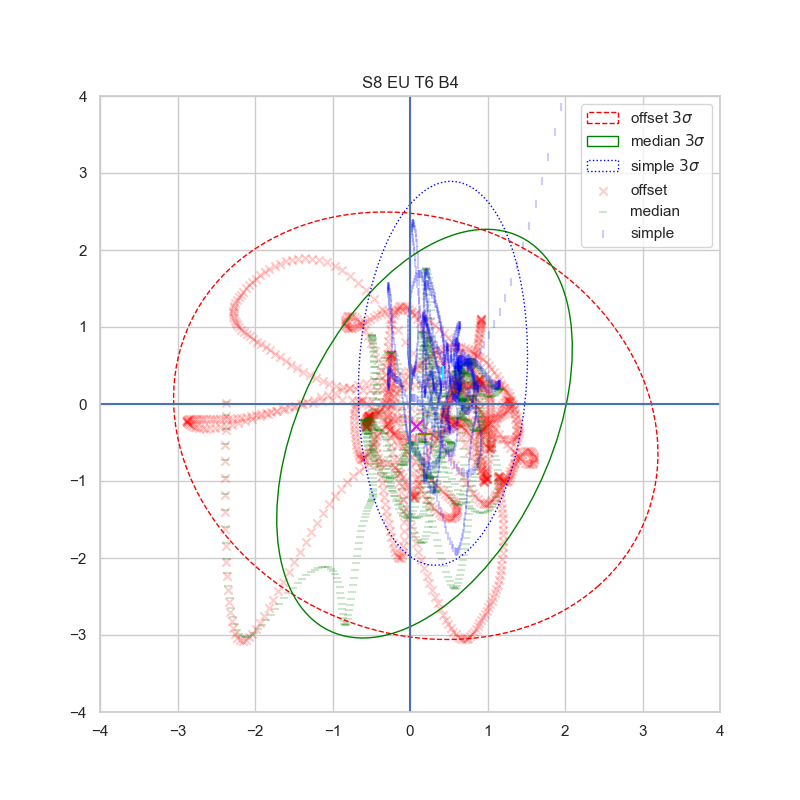 S8 EU T6 B4
offset 3σ
median 3σ
simple 3σ
offset
median
simple
4
3
2
1
0
−1
−2
−3
−4
−4 −3 −2 −1 0 1 2 3 4